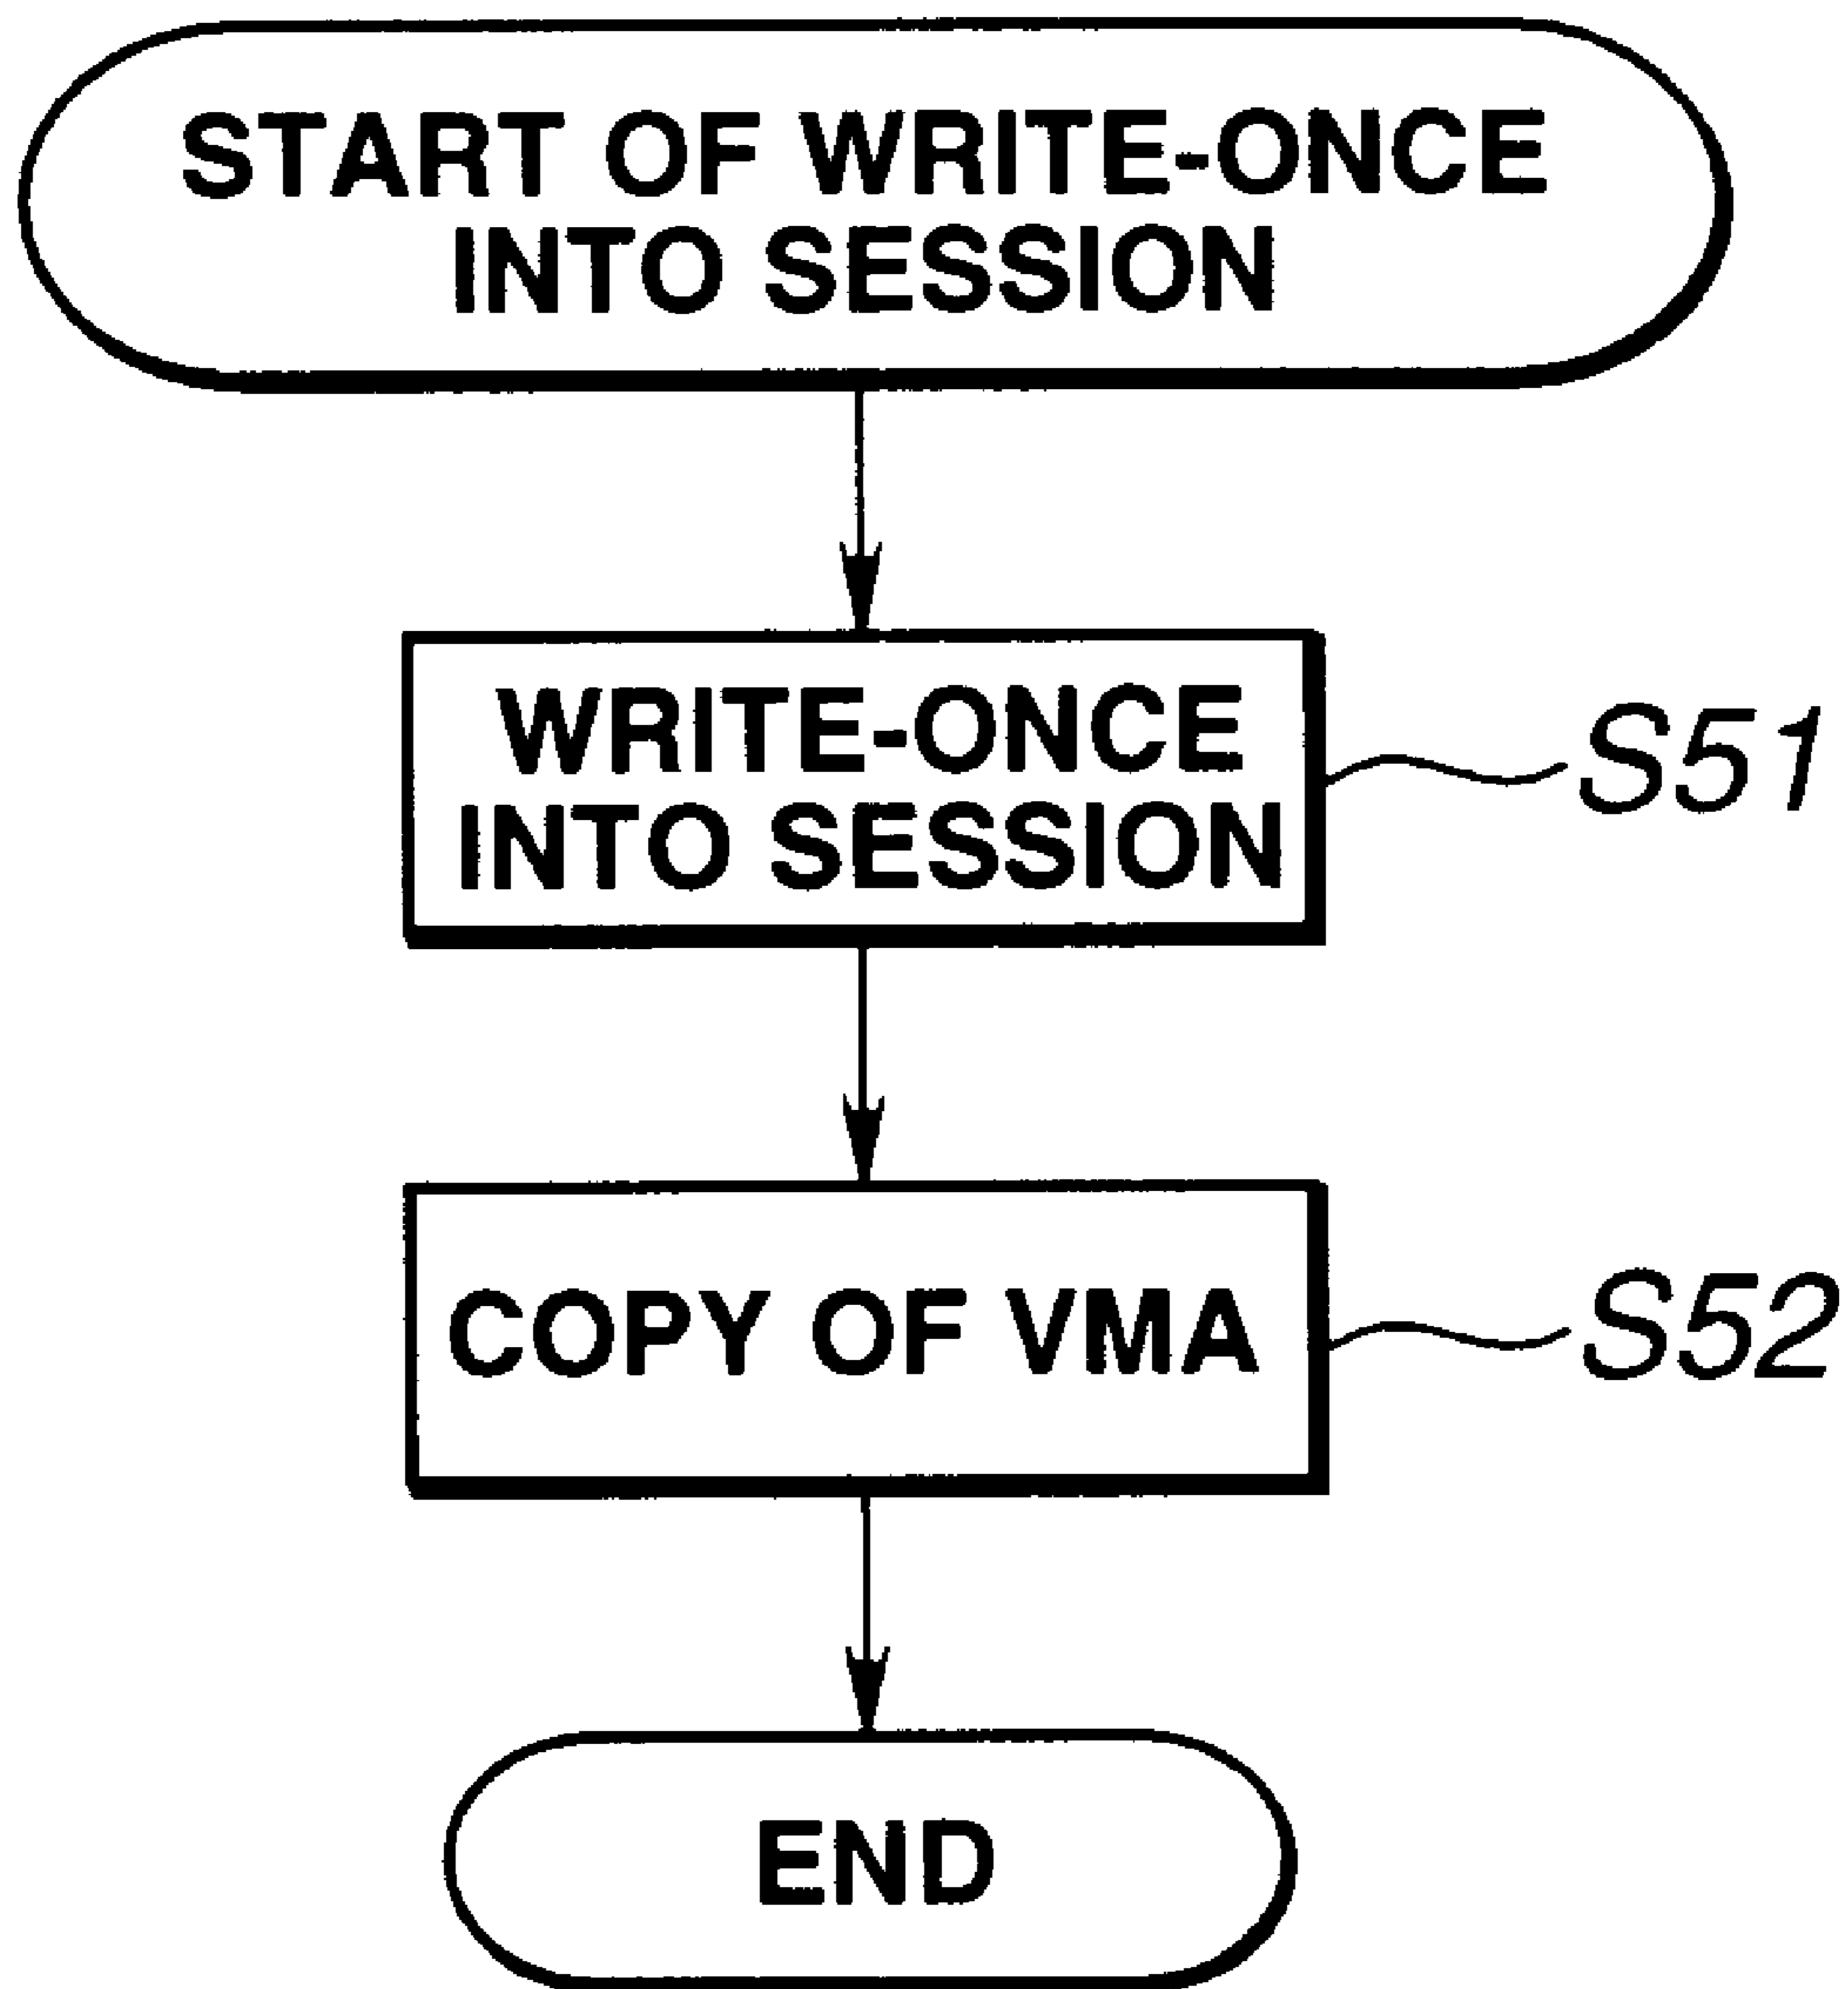 START OF WRITE-ONCE
INTO SESSION
WRITE-ONCE
INTO SESSION
S51
COPY OF VMA
S52
END